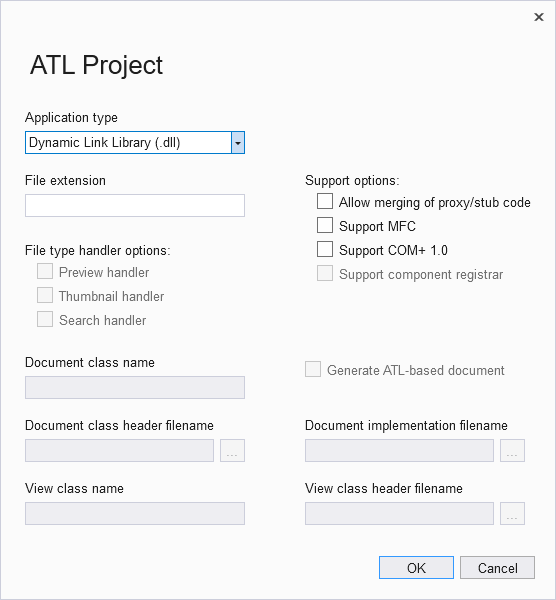 ATL Project
Application type
Dynamic Link Library (.dll)
File extension
Support options:
Allow merging of proxy/stub code
Support MFC
File type handler options:
Support COM+ 1.0
Preview handler
Support component registrar
Thumbnail handler
Search handler
Document class name
Generate ATL-based document
Document class header filename
Document implementation filename
...
...
View class name
View class header filename
...
OK
Cancel